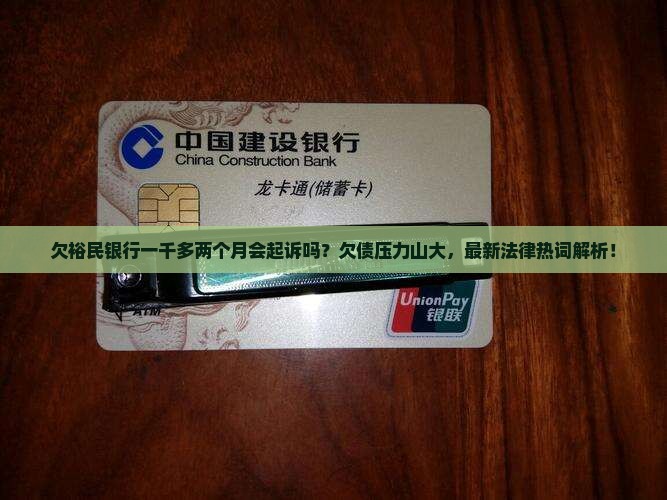 中国建设银行
China Construction Bank
龙卡通(储蓄卡)
欠裕民银行一千多两个月会起诉吗？欠债压力山大，最新法律热词解析！
UnionPay
银联
ATM